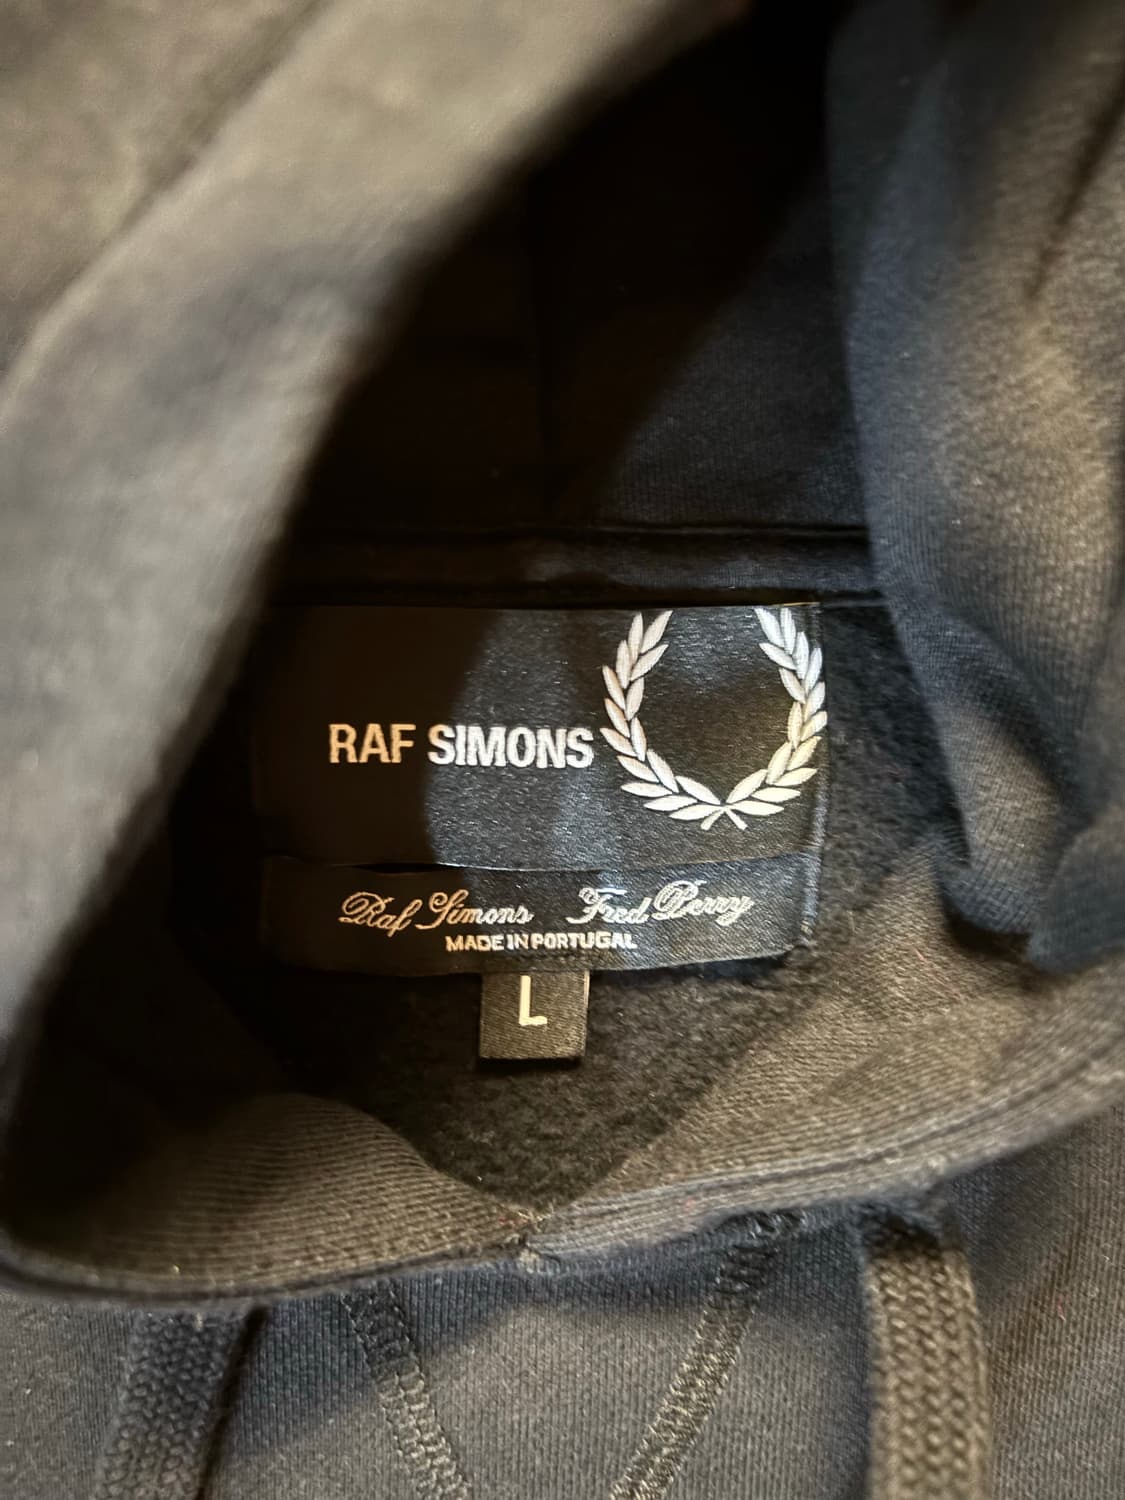 RAF SIMONS
Raf Simons Fred Perry
MADE IN PORTUGAL
L